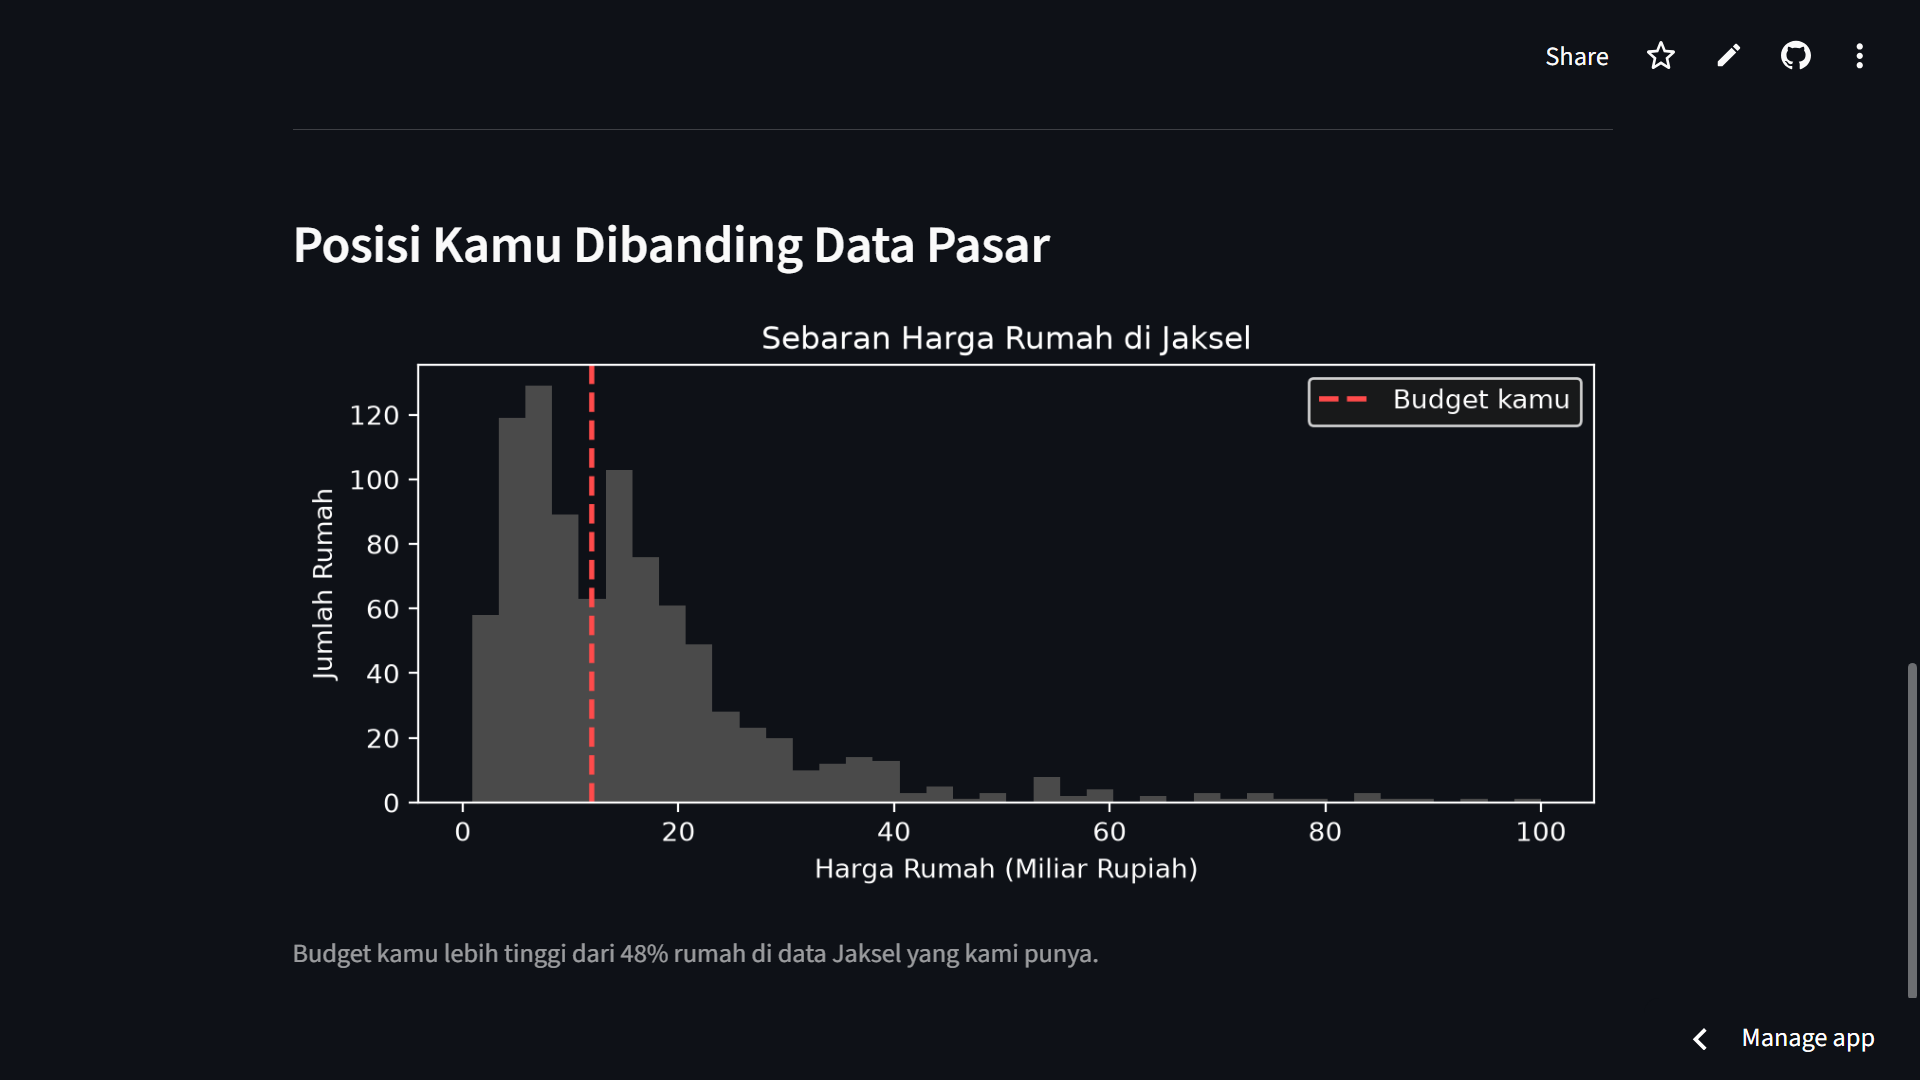 Share
Posisi Kamu Dibanding Data Pasar
Sebaran Harga Rumah di Jaksel
Budget kamu
120
100
80
60
40
20
0
Jumlah Rumah
0 20 40 60 80 100
Harga Rumah (Miliar Rupiah)
Budget kamu lebih tinggi dari 48% rumah di data Jaksel yang kami punya.
Manage app